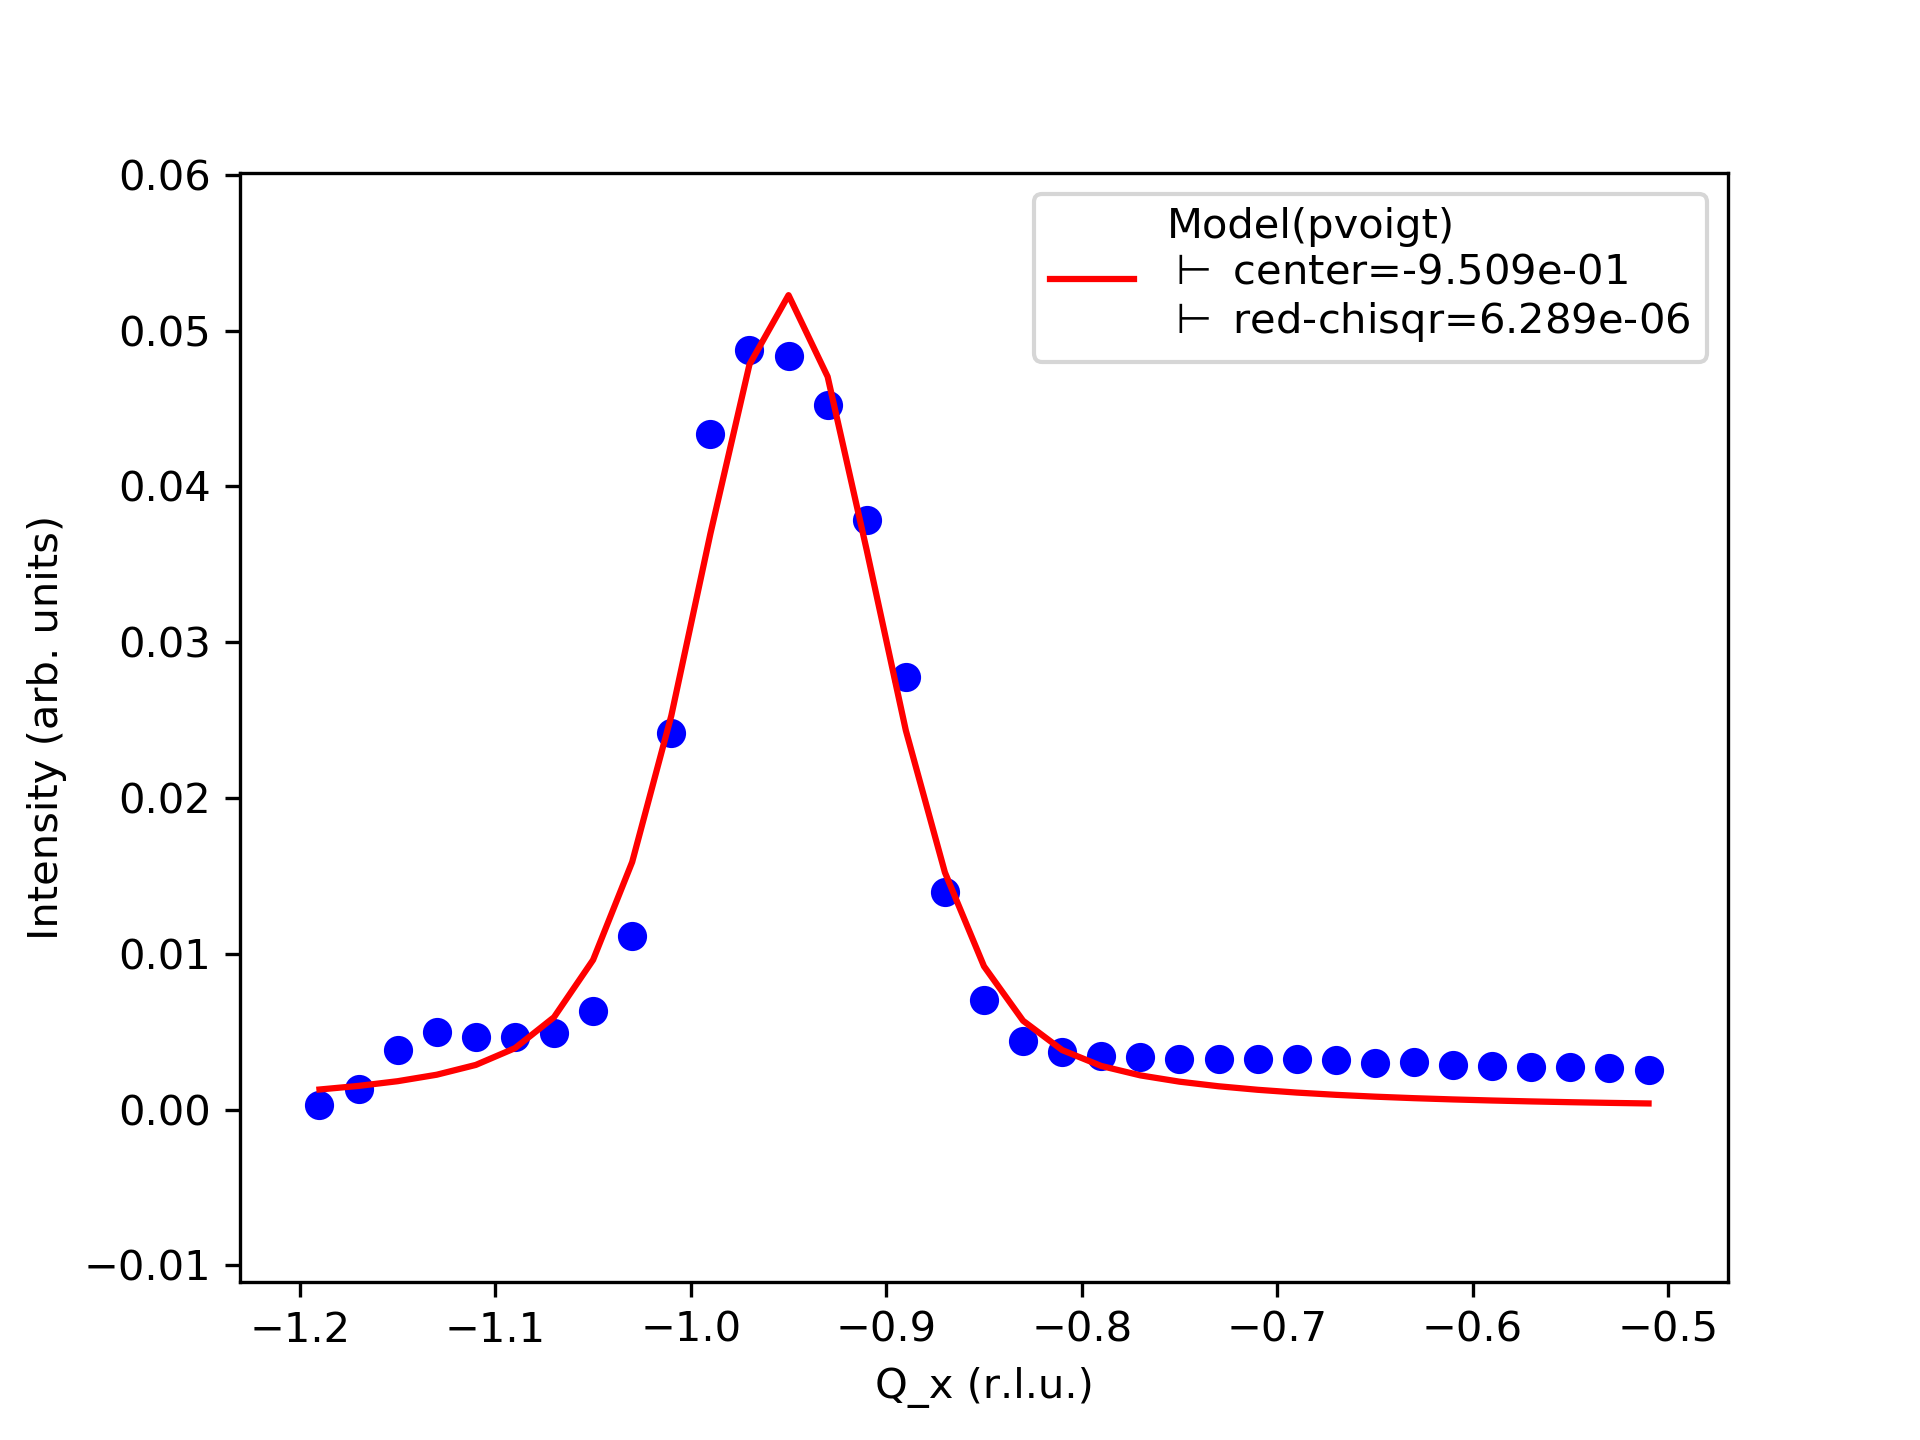 0.06
0.05
0.04
0.03
0.02
0.01
0.00
−0.01
Intensity (arb. units)
Model(pvoigt)
⊢ center=-9.509e-01
⊢ red-chisqr=6.289e-06
−1.2 −1.1 −1.0 −0.9 −0.8 −0.7 −0.6 −0.5
Q_x (r.l.u.)